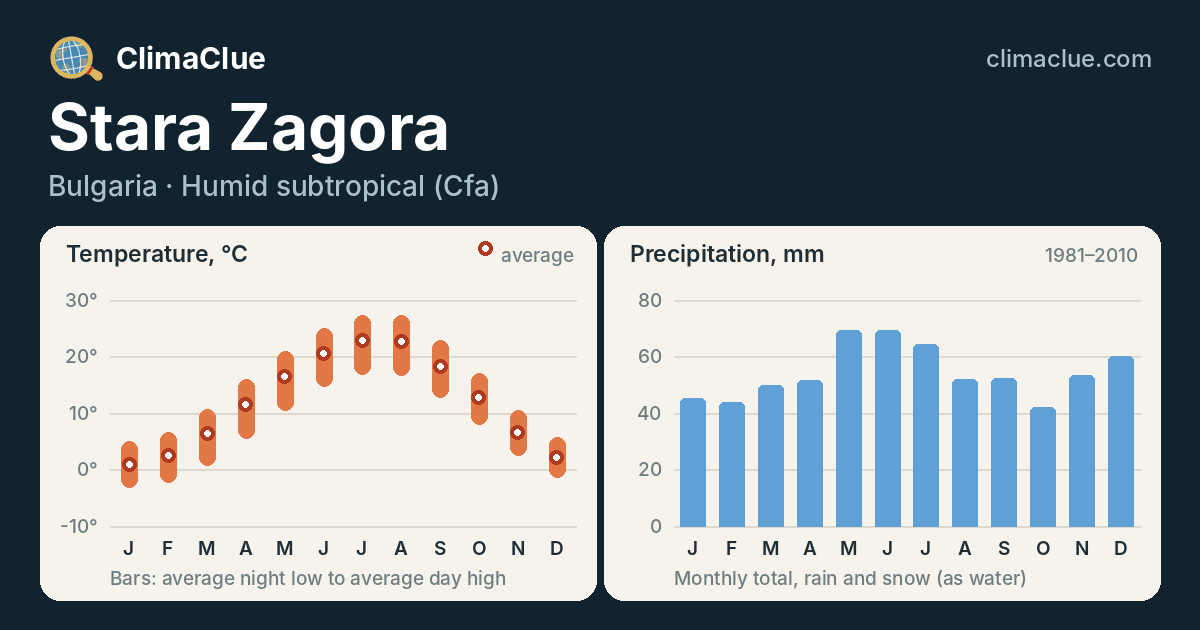 ClimaClue
climaclue.com
Stara Zagora
Bulgaria · Humid subtropical (Cfa)
Temperature, °C
average
30°
20°
10°
0°
-10°
J F M A M J J A S O N D
Bars: average night low to average day high
Precipitation, mm
1981–2010
80
60
40
20
0
J F M A M J J A S O N D
Monthly total, rain and snow (as water)